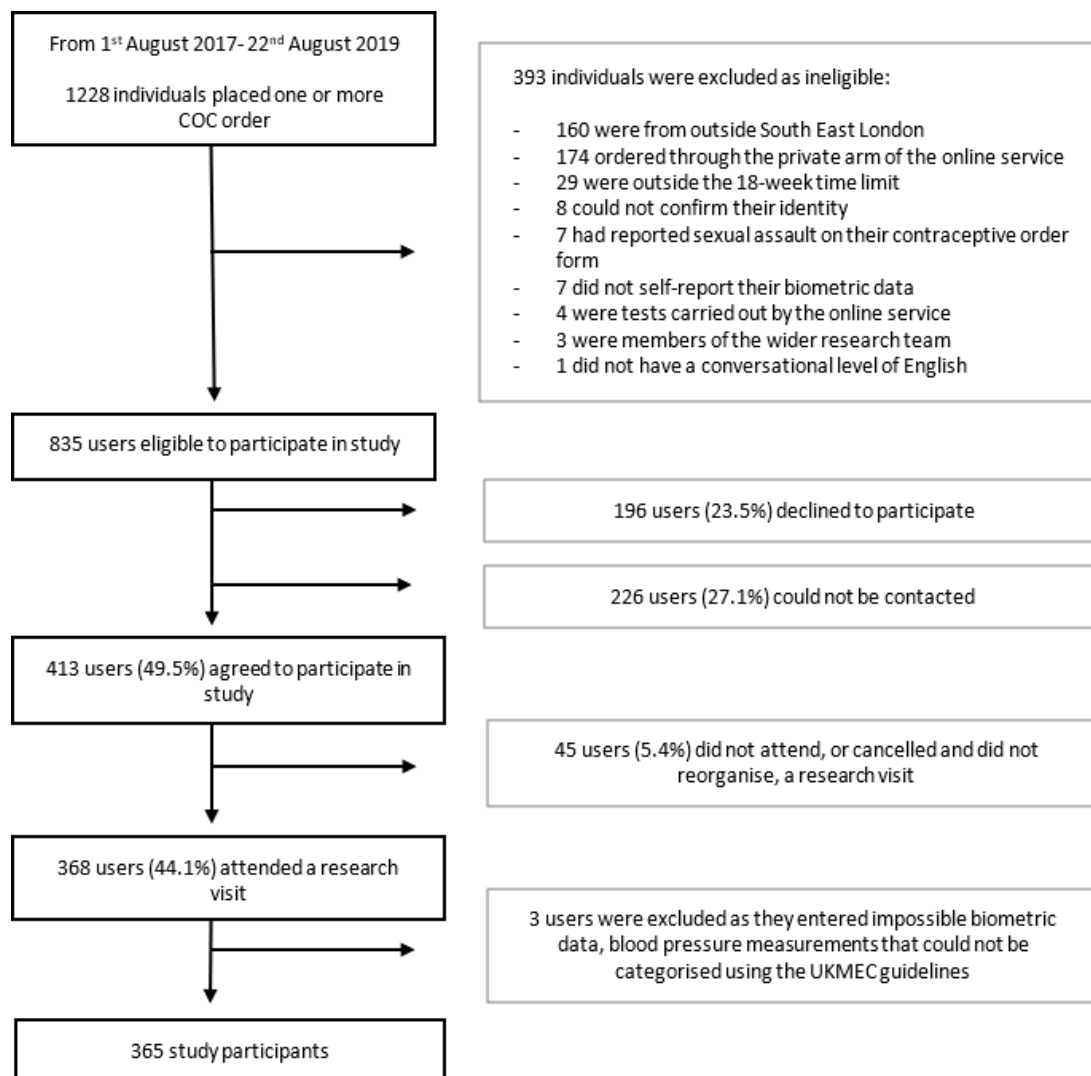 From 1st August 2017- 22nd August 2019
1228 individuals placed one or more
COC order
393 individuals were excluded as ineligible:
- 160 were from outside South East London
- 174 ordered through the private arm of the online service
- 29 were outside the 18-week time limit
- 8 could not confirm their identity
- 7 had reported sexual assault on their contraceptive order
form
- 7 did not self-report their biometric data
- 4 were tests carried out by the online service
- 3 were members of the wider research team
- 1 did not have a conversational level of English
835 users eligible to participate in study
196 users (23.5%) declined to participate
226 users (27.1%) could not be contacted
413 users (49.5%) agreed to participate in
study
45 users (5.4%) did not attend, or cancelled and did not
reorganise, a research visit
368 users (44.1%) attended a research
visit
3 users were excluded as they entered impossible biometric
data, blood pressure measurements that could not be
categorised using the UKMEC guidelines
365 study participants